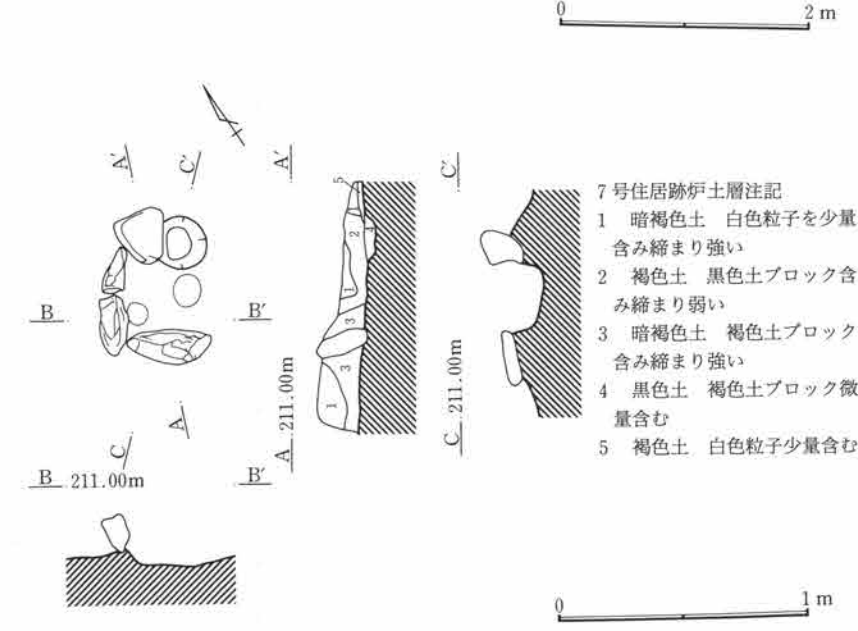 0 2 m
A' C' A' C'
7号住居跡炉土層注記
1 暗褐色土 白色粒子を少量
含み締まり強い
2 褐色土 黒色土ブロック含
み締まり弱い
3 暗褐色土 褐色土ブロック
含み締まり強い
4 黒色土 褐色土ブロック微
量含む
5 褐色土 白色粒子少量含む
5
2
4
1
3
3
1
B B'
A
C
A 211.00m
C 211.00m
B 211.00m B'
0 1 m